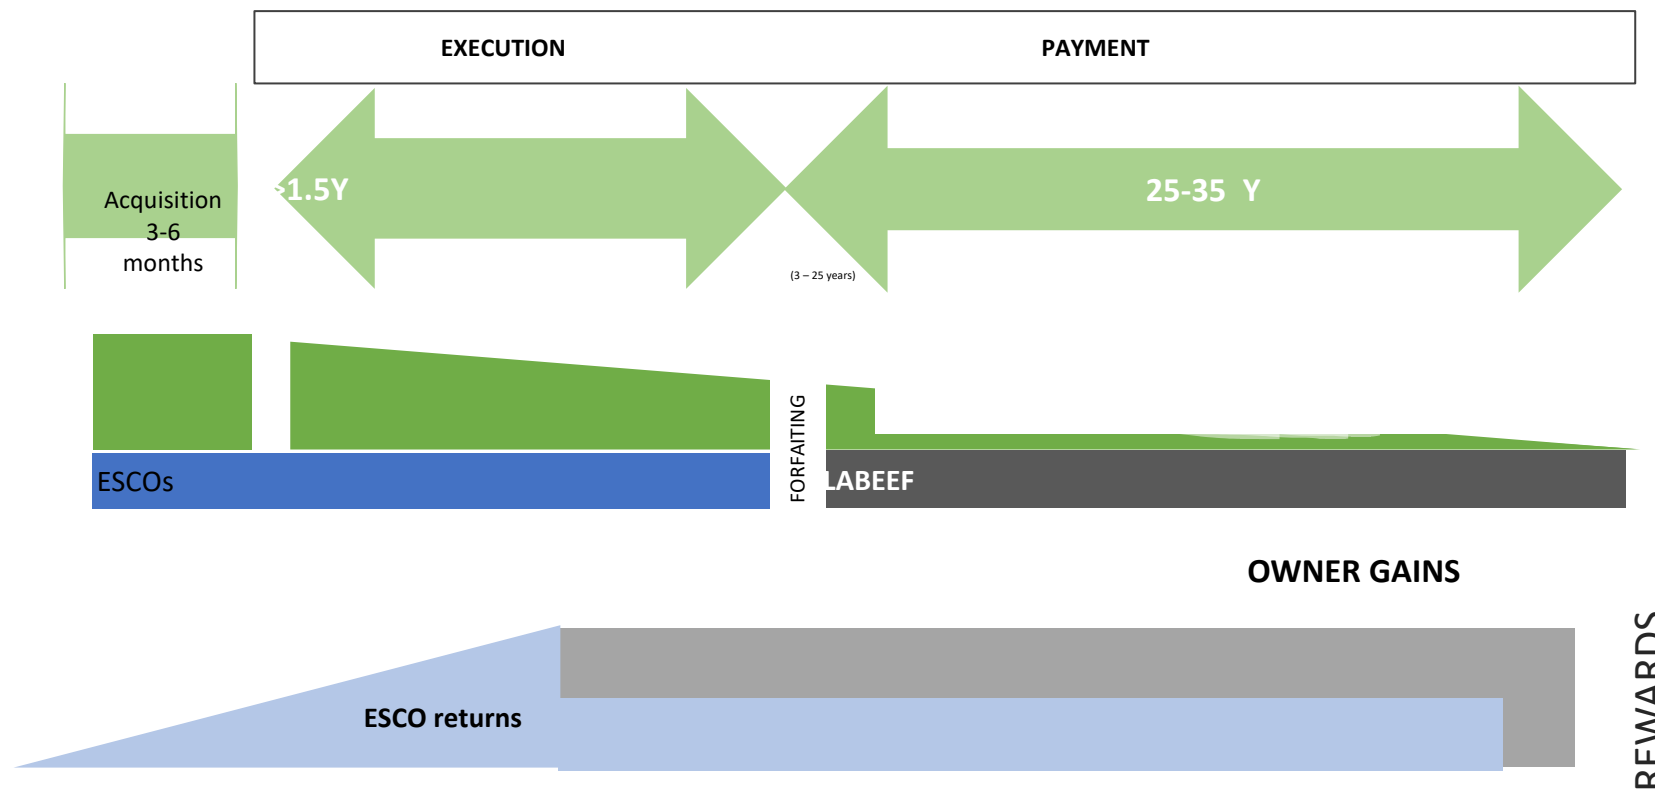 EXECUTION
PAYMENT
Acquisition
3-6
months
>1.5Y
25-35 Y
(3 – 25 years)
FORFAITING
ESCOs
LABEEF
OWNER GAINS
ESCO returns
REWARDS